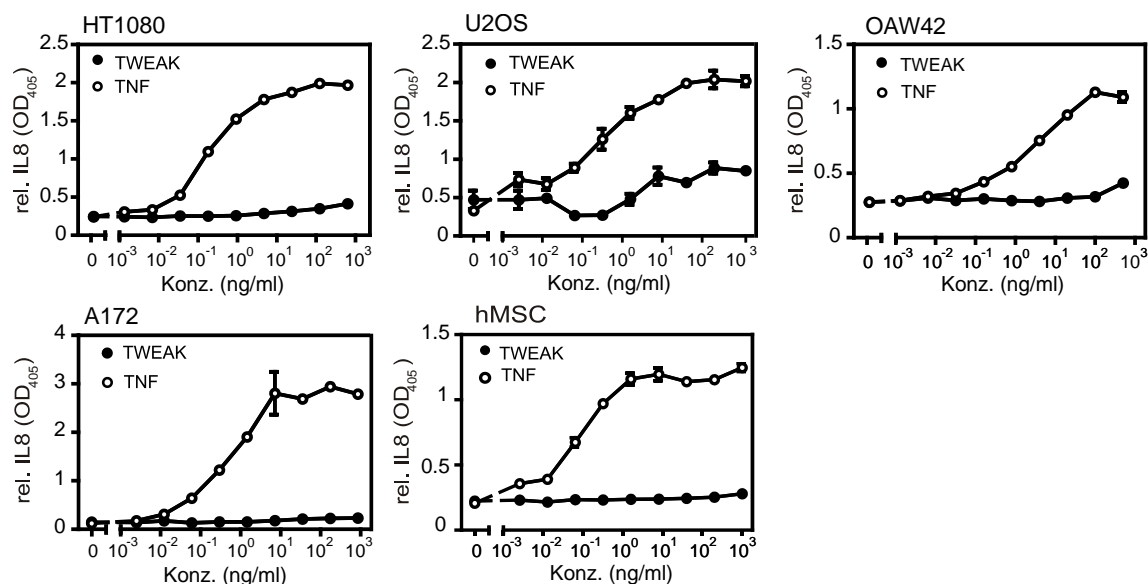 HT1080
2.5
2
1.5
1
0.5
0
rel. IL8 (OD405)
TWEAK
TNF
0 10-3 10-2 10-1 100 101 102 103
Konz. (ng/ml)
U2OS
2.5
2
1.5
1
0.5
0
rel. IL8 (OD405)
TWEAK
TNF
0 10-3 10-2 10-1 100 101 102 103
Konz. (ng/ml)
OAW42
1.5
1
0.5
0
rel. IL8 (OD405)
TWEAK
TNF
0 10-3 10-2 10-1 100 101 102 103
Konz. (ng/ml)
A172
4
3
2
1
0
rel. IL8 (OD405)
TWEAK
TNF
0 10-3 10-2 10-1 100 101 102 103
Konz. (ng/ml)
hMSC
1.5
1
0.5
0
rel. IL8 (OD405)
TWEAK
TNF
0 10-3 10-2 10-1 100 101 102 103
Konz. (ng/ml)